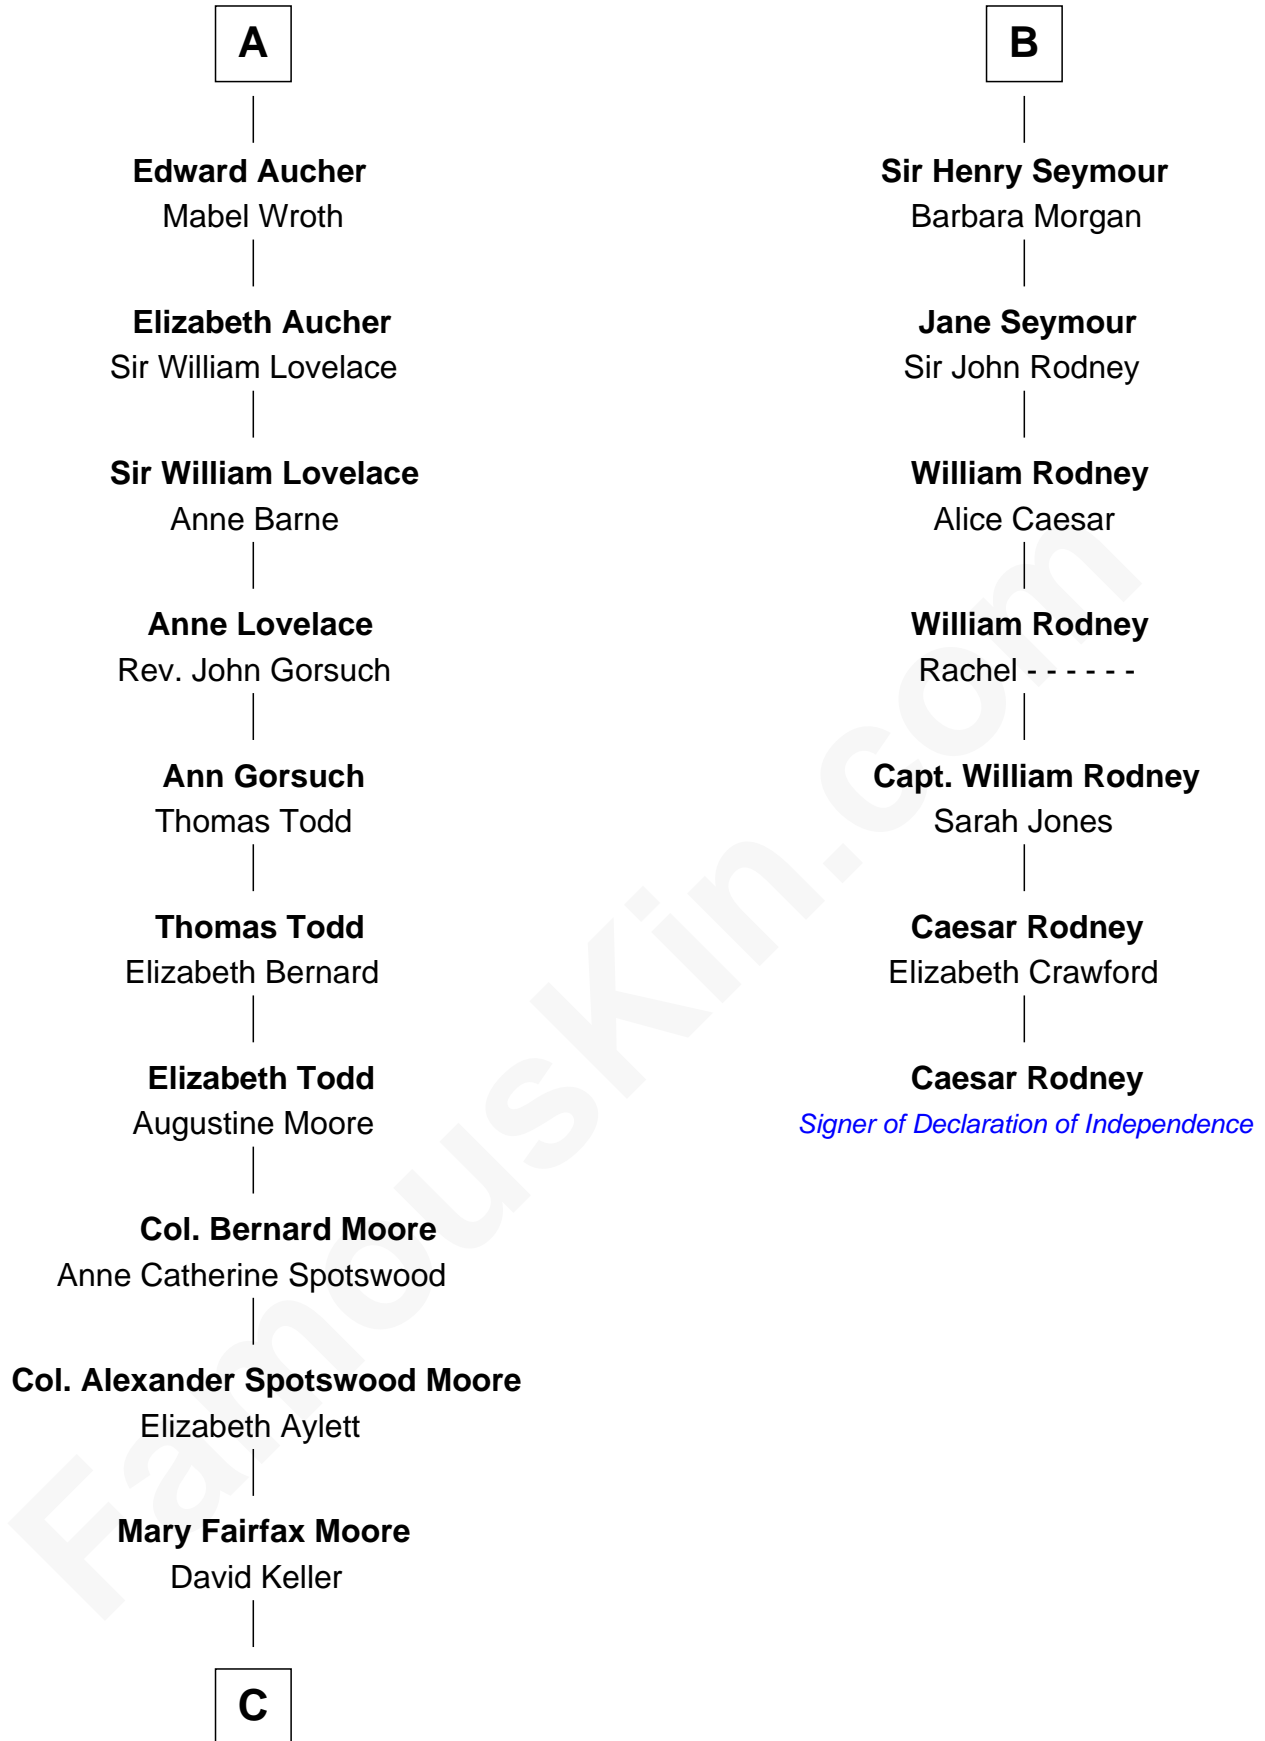 A
Edward Aucher
Mabel Wroth
Elizabeth Aucher
Sir William Lovelace
Sir William Lovelace
Anne Barne
Anne Lovelace
Rev. John Gorsuch
Ann Gorsuch
Thomas Todd
Thomas Todd
Elizabeth Bernard
Elizabeth Todd
Augustine Moore
Col. Bernard Moore
Anne Catherine Spotswood
Col. Alexander Spotswood Moore
Elizabeth Aylett
Mary Fairfax Moore
David Keller
C
B
Sir Henry Seymour
Barbara Morgan
Jane Seymour
Sir John Rodney
William Rodney
Alice Caesar
William Rodney
Rachel - - - - - -
Capt. William Rodney
Sarah Jones
Caesar Rodney
Elizabeth Crawford
Caesar Rodney
Signer of Declaration of Independence
FamousKin.com